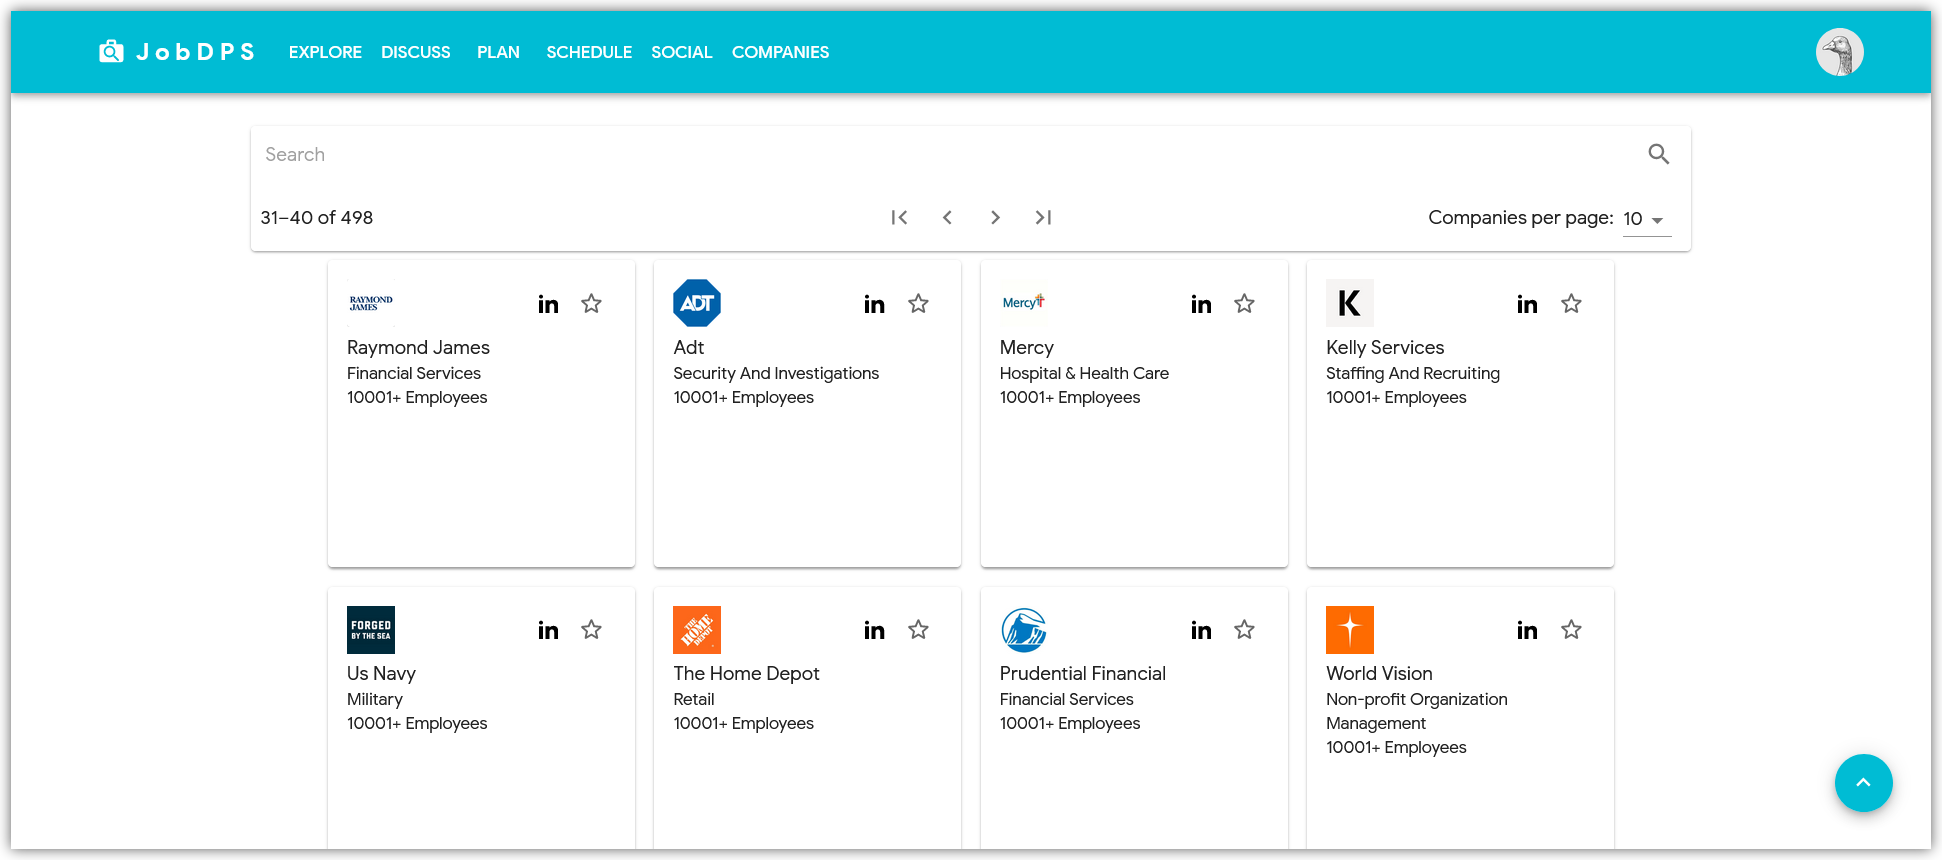 JobDPS EXPLORE DISCUSS PLAN SCHEDULE SOCIAL COMPANIES
Search
31–40 of 498 Companies per page: 10
RAYMOND
JAMES
in
Raymond James
Financial Services
10001+ Employees
ADT
in
Adt
Security And Investigations
10001+ Employees
Mercy
in
Mercy
Hospital & Health Care
10001+ Employees
K
in
Kelly Services
Staffing And Recruiting
10001+ Employees
FORGED
BY THE SEA
in
Us Navy
Military
10001+ Employees
THE
HOME
DEPOT
in
The Home Depot
Retail
10001+ Employees
in
Prudential Financial
Financial Services
10001+ Employees
in
World Vision
Non-profit Organization
Management
10001+ Employees